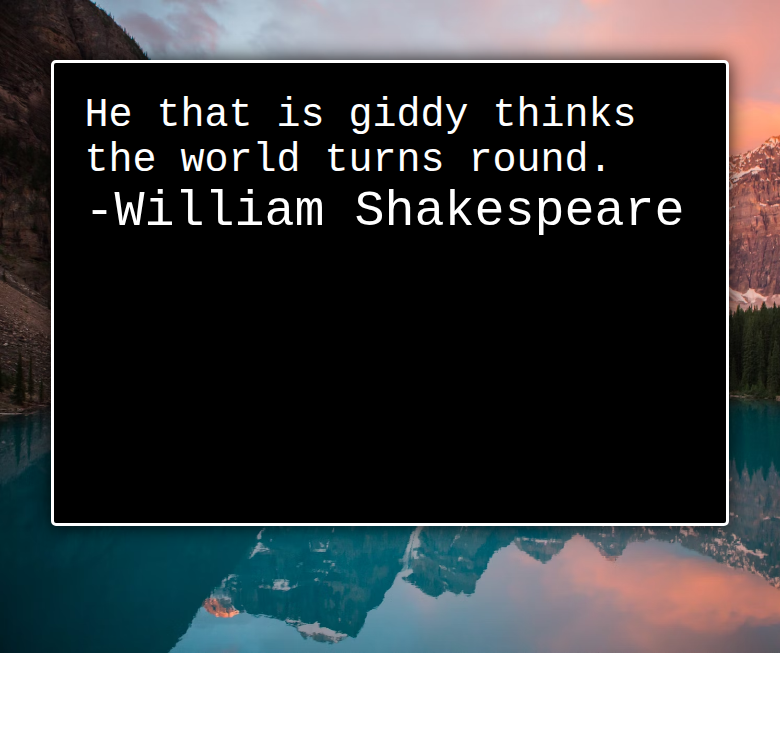 He that is giddy thinks
the world turns round.
-William Shakespeare